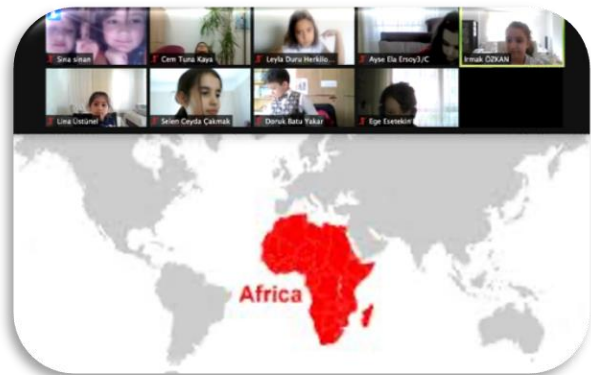 Sina sinan
Cem Tuna Kaya
Leyla Duru Herkilo...
Ayse Ela Ersoy3/C
Irmak ÖZKAN
Lina Üstünel
Selen Ceyda Çakmak
Doruk Batu Yakar
Ege Esetekin
Africa